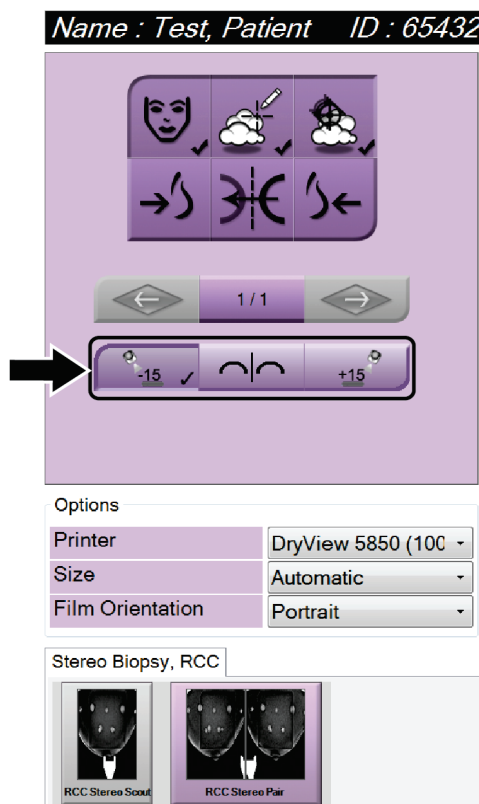 Name : Test, Patient ID : 65432
1 / 1
-15 +15
Options
Printer DryView 5850 (100
Size Automatic
Film Orientation Portrait
Stereo Biopsy, RCC
RCC Stereo Scout RCC Stereo Pair